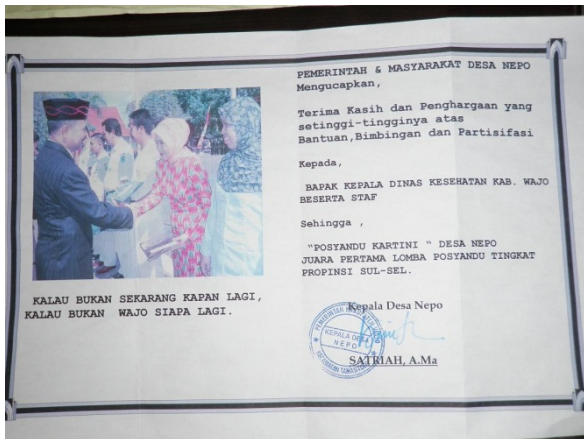 PEMERINTAH & MASYARAKAT DESA NEPO
Mengucapkan,
Terima Kasih dan Penghargaan yang
setinggi-tingginya atas
Bantuan,Bimbingan dan Partisifasi
Kepada,
BAPAK KEPALA DINAS KESEHATAN KAB. WAJO
BESERTA STAF
Sehingga ,
"POSYANDU KARTINI " DESA NEPO
JUARA PERTAMA LOMBA POSYANDU TINGKAT
PROPINSI SUL-SEL.
KALAU BUKAN SEKARANG KAPAN LAGI,
KALAU BUKAN WAJO SIAPA LAGI.
Kepala Desa Nepo
PEMERINTAH
KEPALA DESA
NEPO
SATRIAH, A.Ma